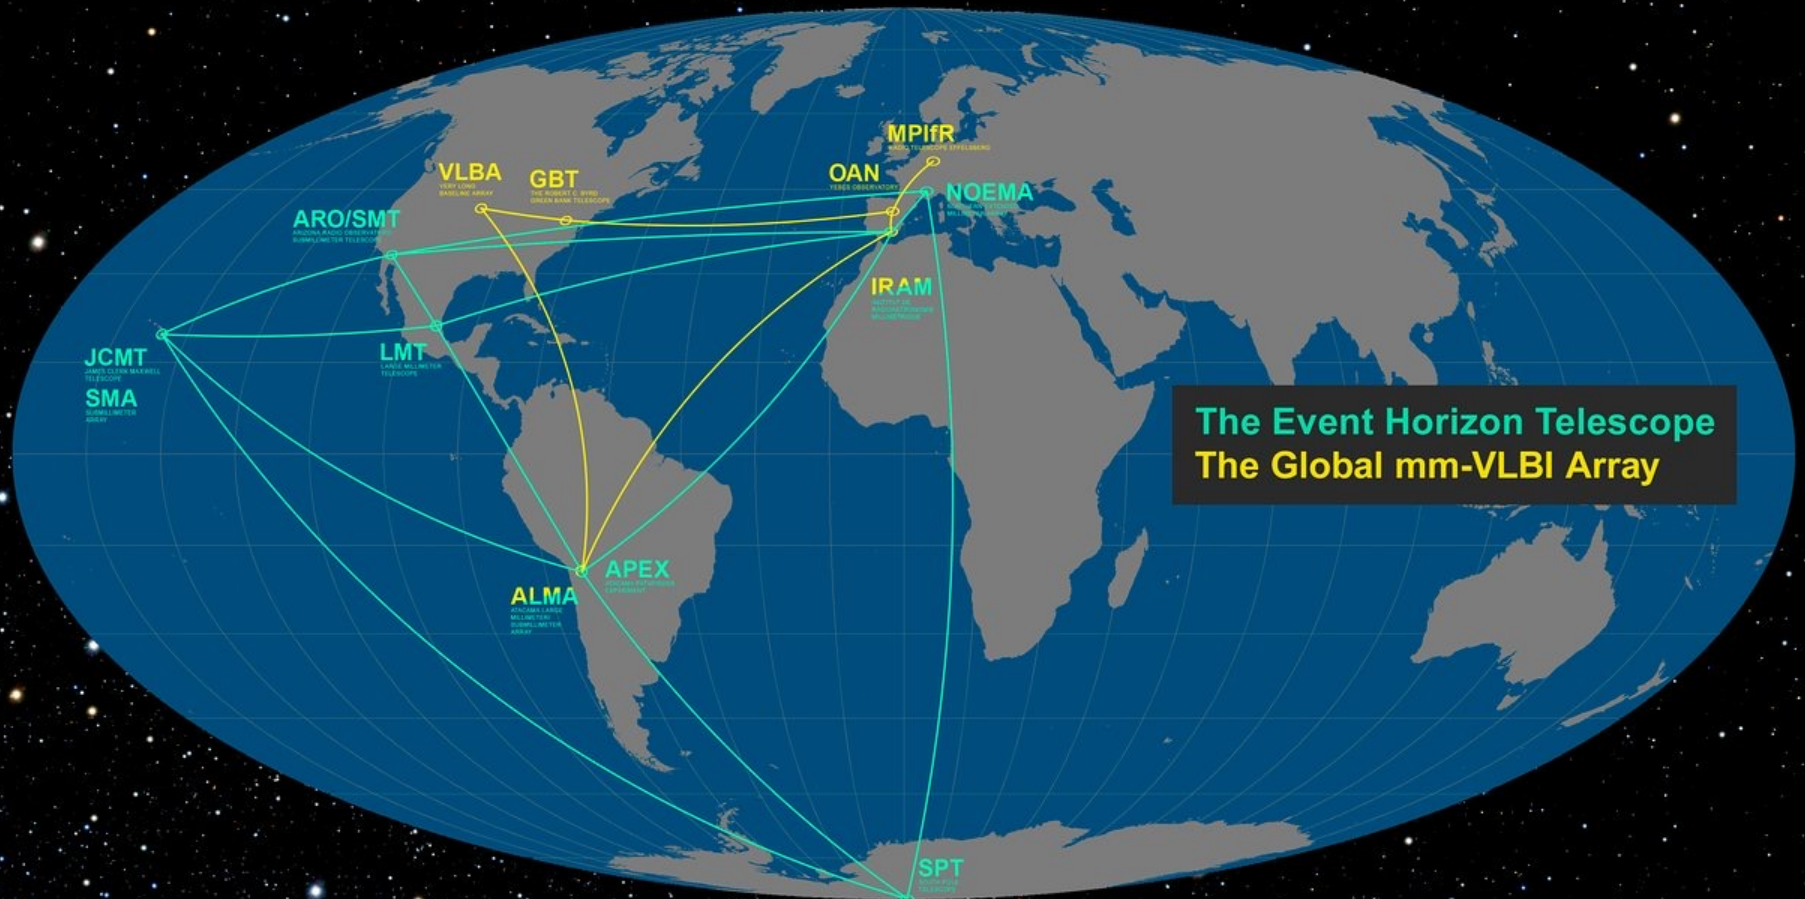 MPIfR
RADIO TELESCOPE EFFELSBERG
VLBA
VERY LONG
BASELINE ARRAY
GBT
THE ROBERT C. BYRD
GREEN BANK TELESCOPE
OAN
YEBES OBSERVATORY
NOEMA
ARO/SMT
ARIZONA RADIO OBSERVATORY
SUBMILLIMETER TELESCOPE
IRAM
INSTITUT DE
RADIOASTRONOMIE
MILLIMETRIQUE
JCMT
JAMES CLERK MAXWELL
TELESCOPE
SMA
SUBMILLIMETER
ARRAY
LMT
LARGE MILLIMETER
TELESCOPE
The Event Horizon Telescope
The Global mm-VLBI Array
APEX
ATACAMA PATHFINDER
EXPERIMENT
ALMA
ATACAMA LARGE
MILLIMETER/
SUBMILLIMETER
ARRAY
SPT
SOUTH POLE
TELESCOPE